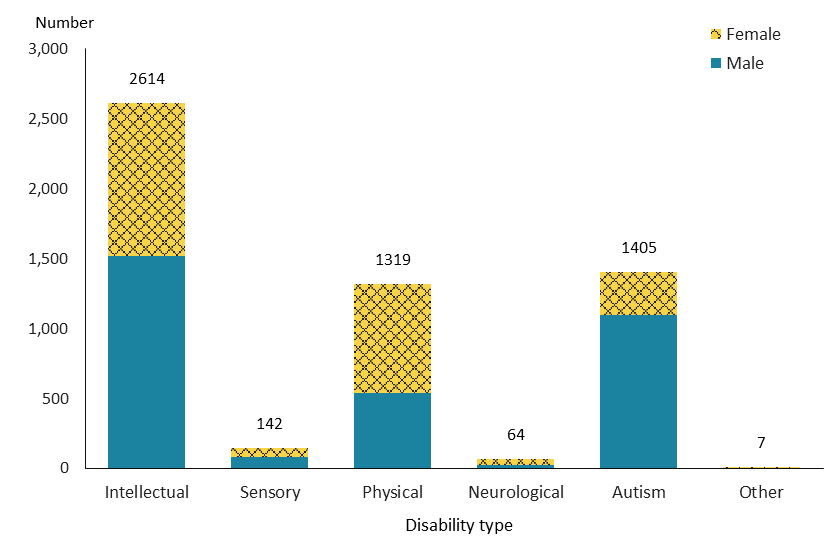 Number
Female
Male
3,000
2,500
2,000
1,500
1,000
500
0
2614
142
1319
64
1405
7
Intellectual Sensory Physical Neurological Autism Other
Disability type